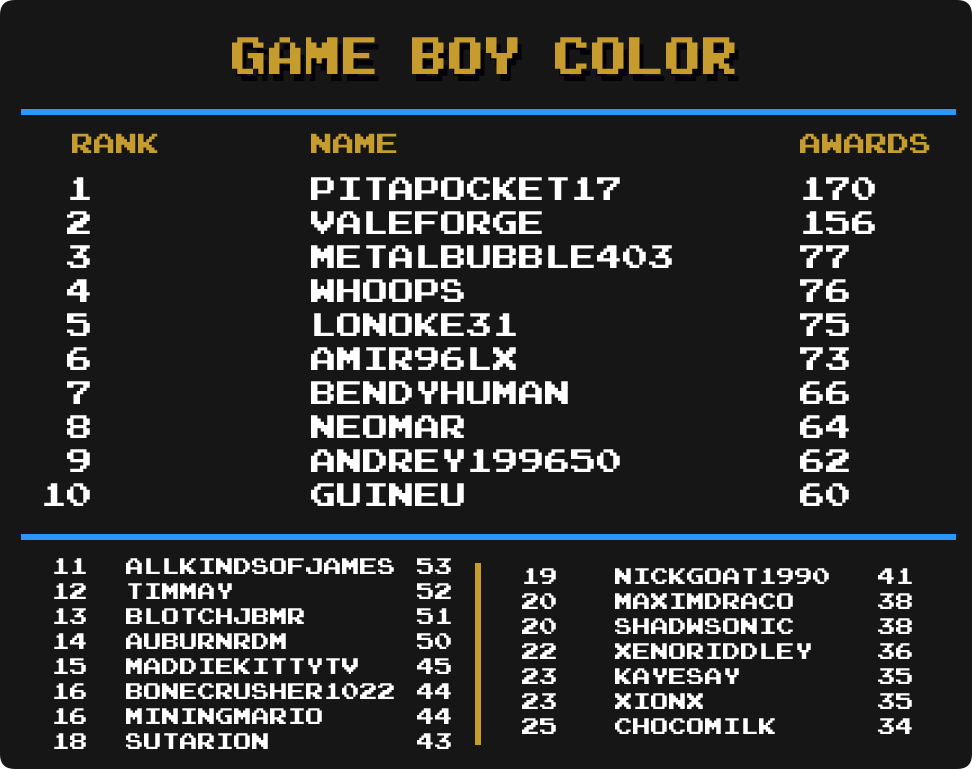 GAME BOY COLOR
RANK NAME AWARDS
1 PITAPOCKET17 170
2 VALEFORGE 156
3 METALBUBBLE403 77
4 WHOOPS 76
5 LONOKE31 75
6 AMIR96LX 73
7 BENDYHUMAN 66
8 NEOMAR 64
9 ANDREY199650 62
10 GUINEU 60
11 ALLKINDSOFJAMES 53
12 TIMMAY 52
13 BLOTCHJBMR 51
14 AUBURNRDM 50
15 MADDIEKITTYTV 45
16 BONECRUSHER1022 44
16 MININGMARIO 44
18 SUTARION 43
19 NICKGOAT1990 41
20 MAXIMDRACO 38
20 SHADWSONIC 38
22 XENORIDDLEY 36
23 KAYESAY 35
23 XIONX 35
25 CHOCOMILK 34